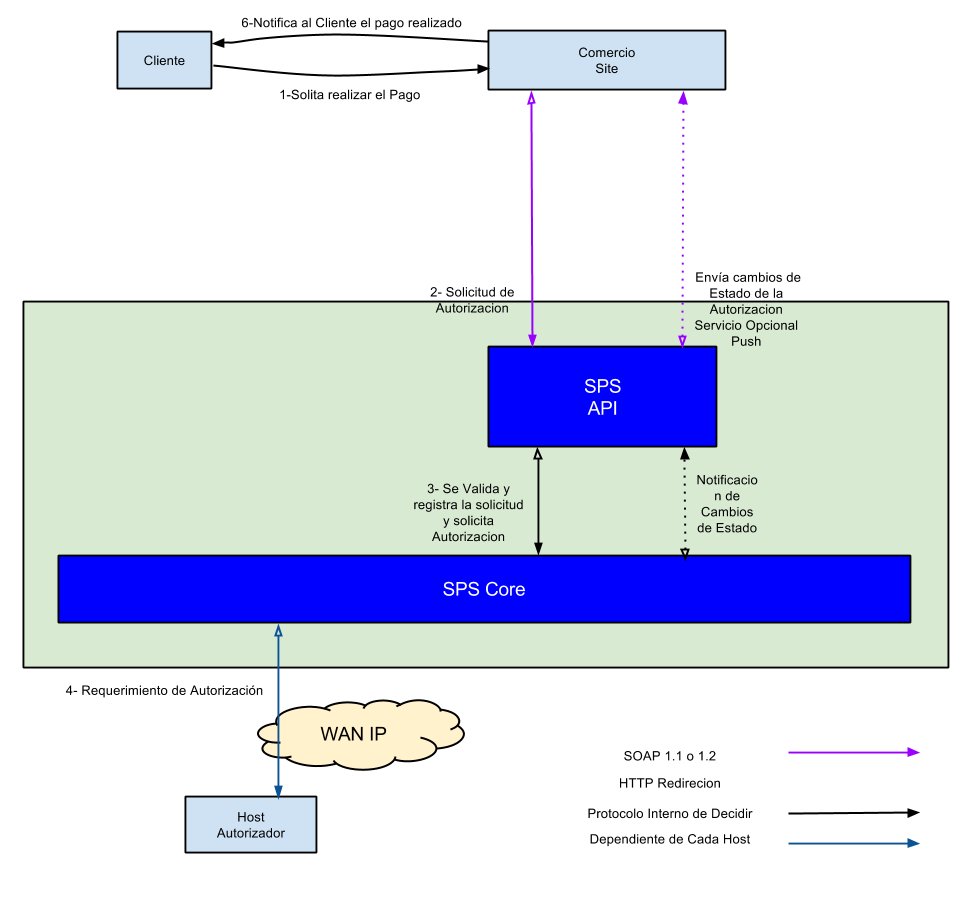 6-Notifica al Cliente el pago realizado
Cliente
Comercio
Site
1-Solita realizar el Pago
2- Solicitud de
Autorizacion
Envía cambios de
Estado de la
Autorizacion
Servicio Opcional
Push
SPS
API
3- Se Valida y
registra la solicitud
y solicita
Autorizacion
Notificacio
n de
Cambios
de Estado
SPS Core
4- Requerimiento de Autorización
WAN IP
Host
Autorizador
SOAP 1.1 o 1.2
HTTP Redirecion
Protocolo Interno de Decidir
Dependiente de Cada Host